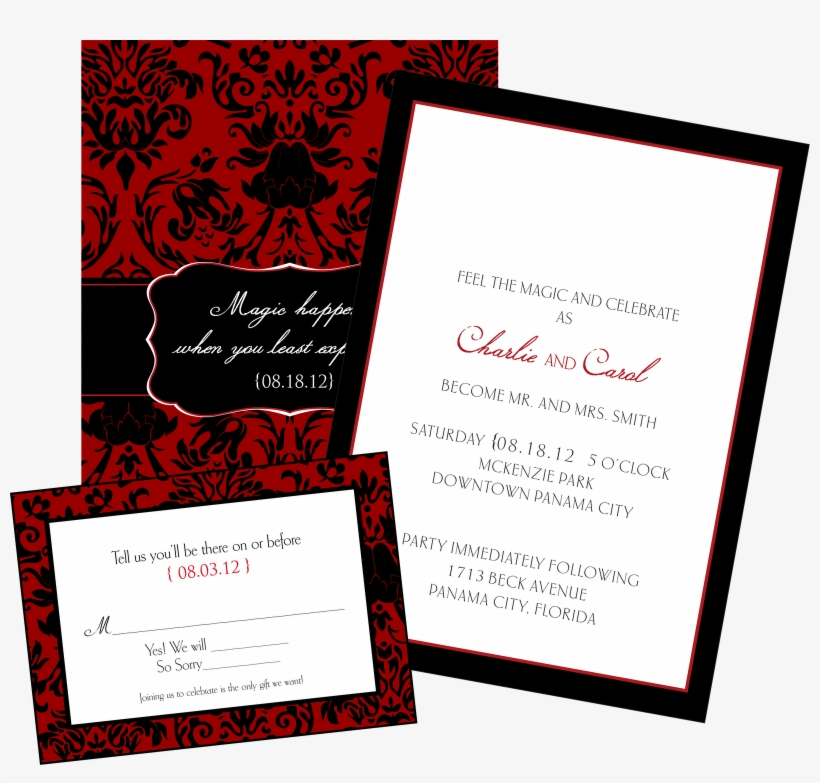 Magic happe
when you least exp
{08.18.12}
FEEL THE MAGIC AND CELEBRATE
AS
Charlie AND Carol
BECOME MR. AND MRS. SMITH
SATURDAY {08.18.12 5 O'CLOCK
MCKENZIE PARK
DOWNTOWN PANAMA CITY
PARTY IMMEDIATELY FOLLOWING
1713 BECK AVENUE
PANAMA CITY, FLORIDA
Tell us you'll be there on or before
{ 08.03.12 }
M
Yes! We will
So Sorry
Joining us to celebrate is the only gift we want!